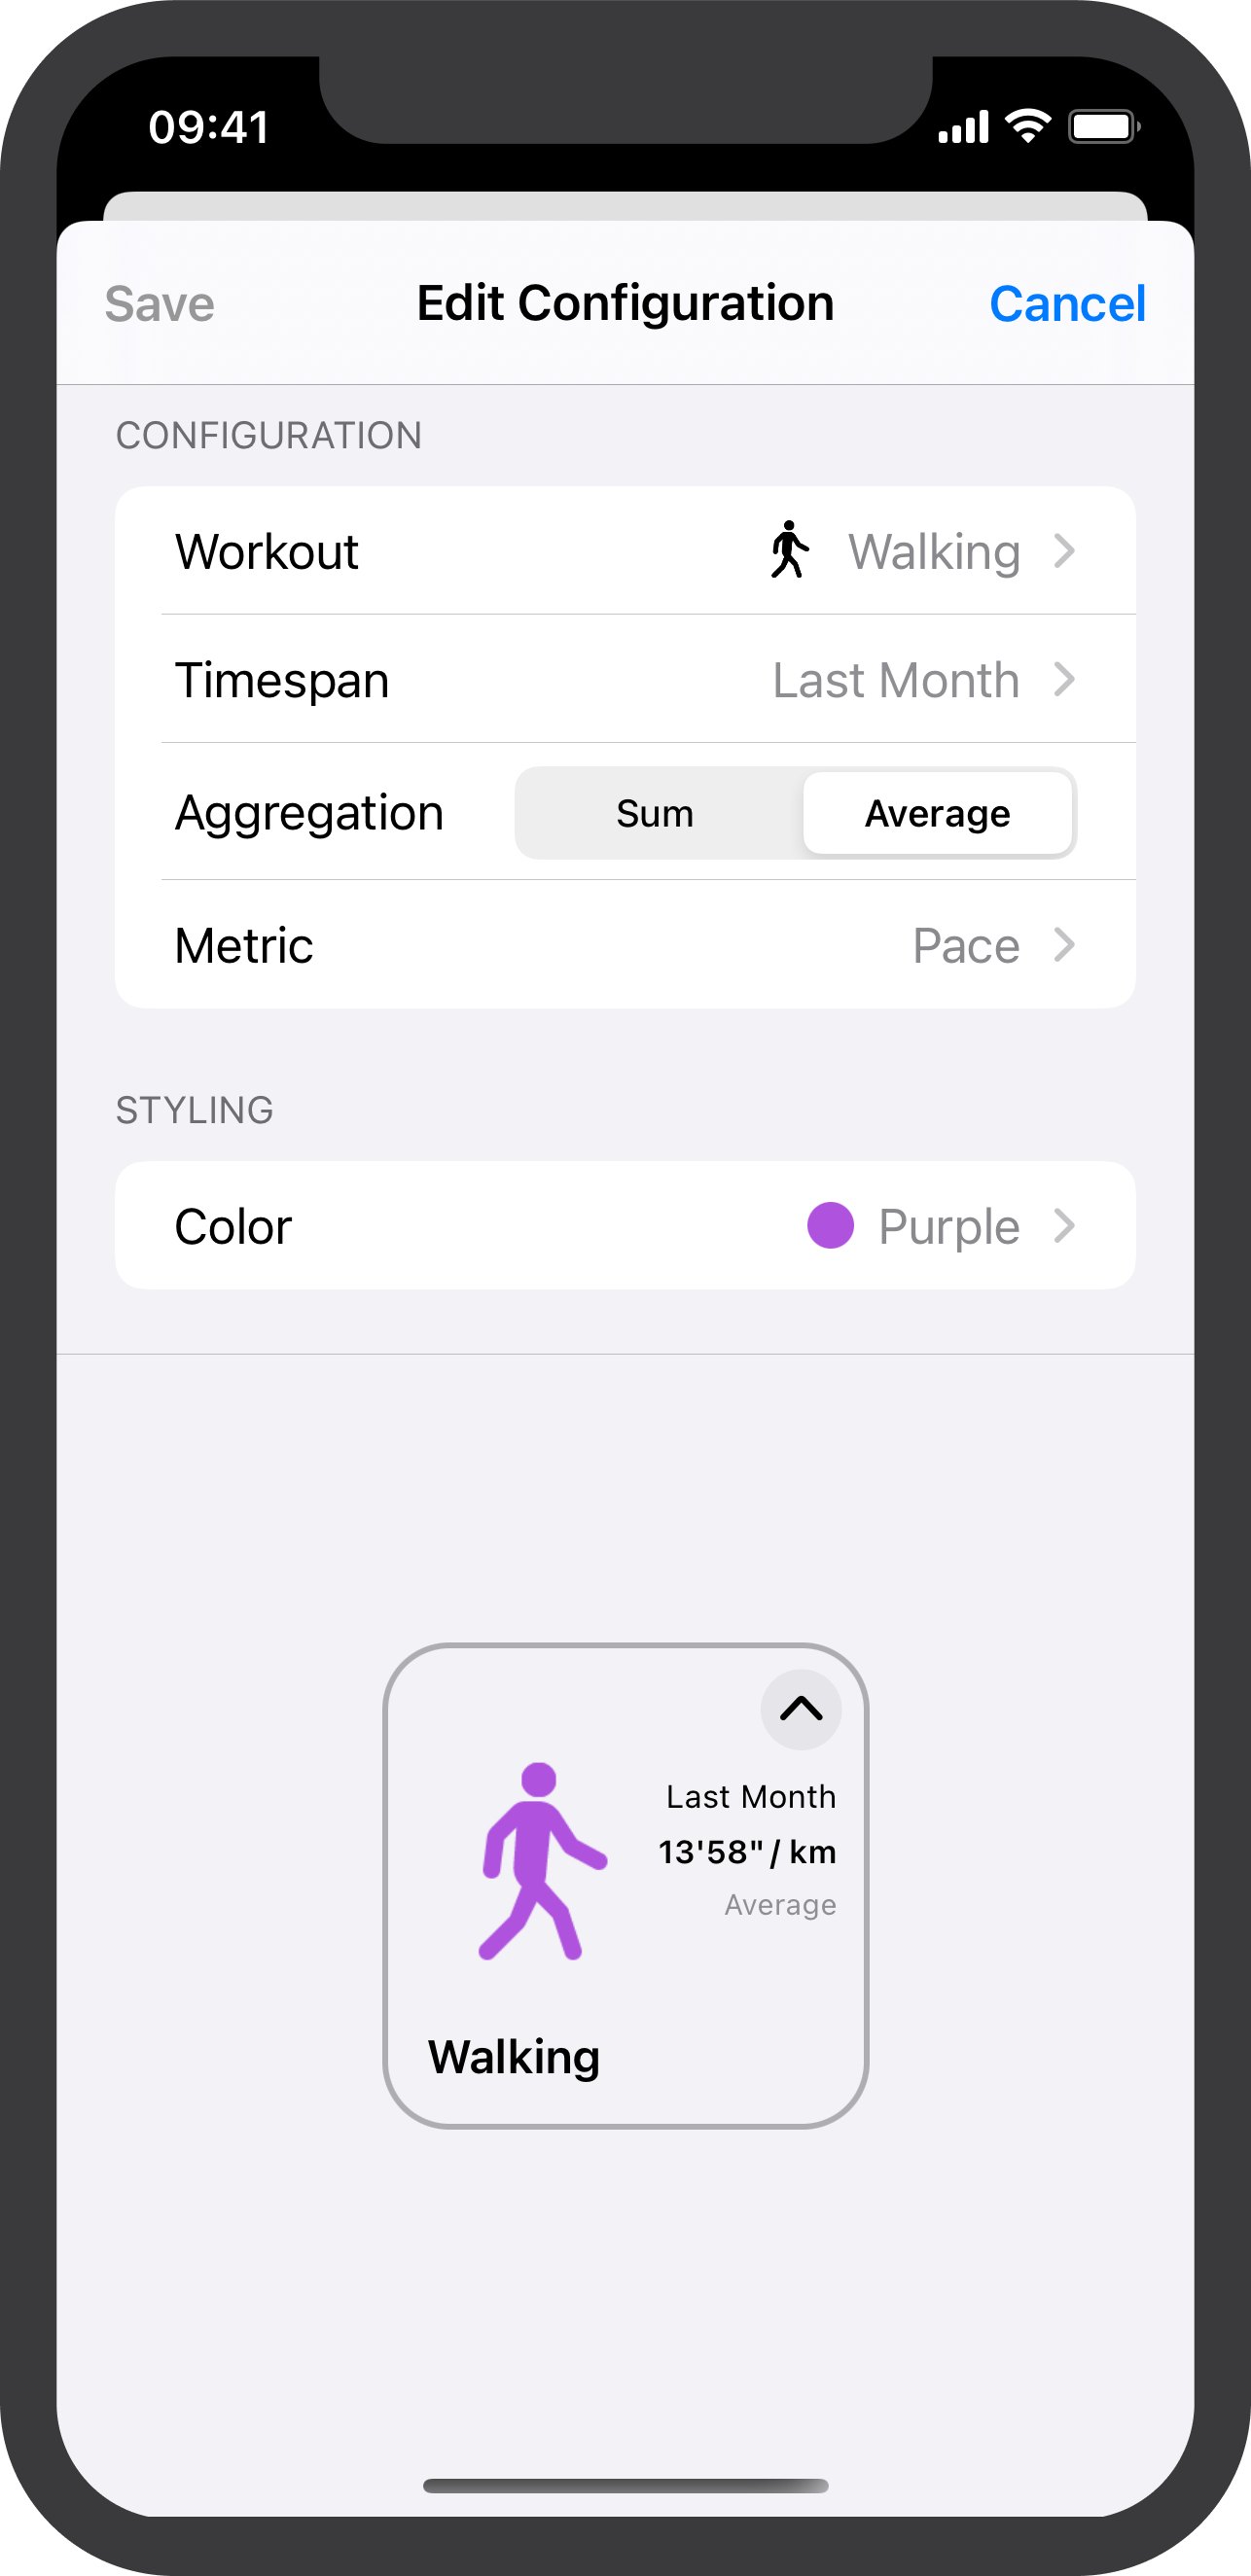 09:41
Save Edit Configuration Cancel
CONFIGURATION
Workout Walking
Timespan Last Month
Aggregation Sum Average
Metric Pace
STYLING
Color Purple
Last Month
13'58"/ km
Average
Walking